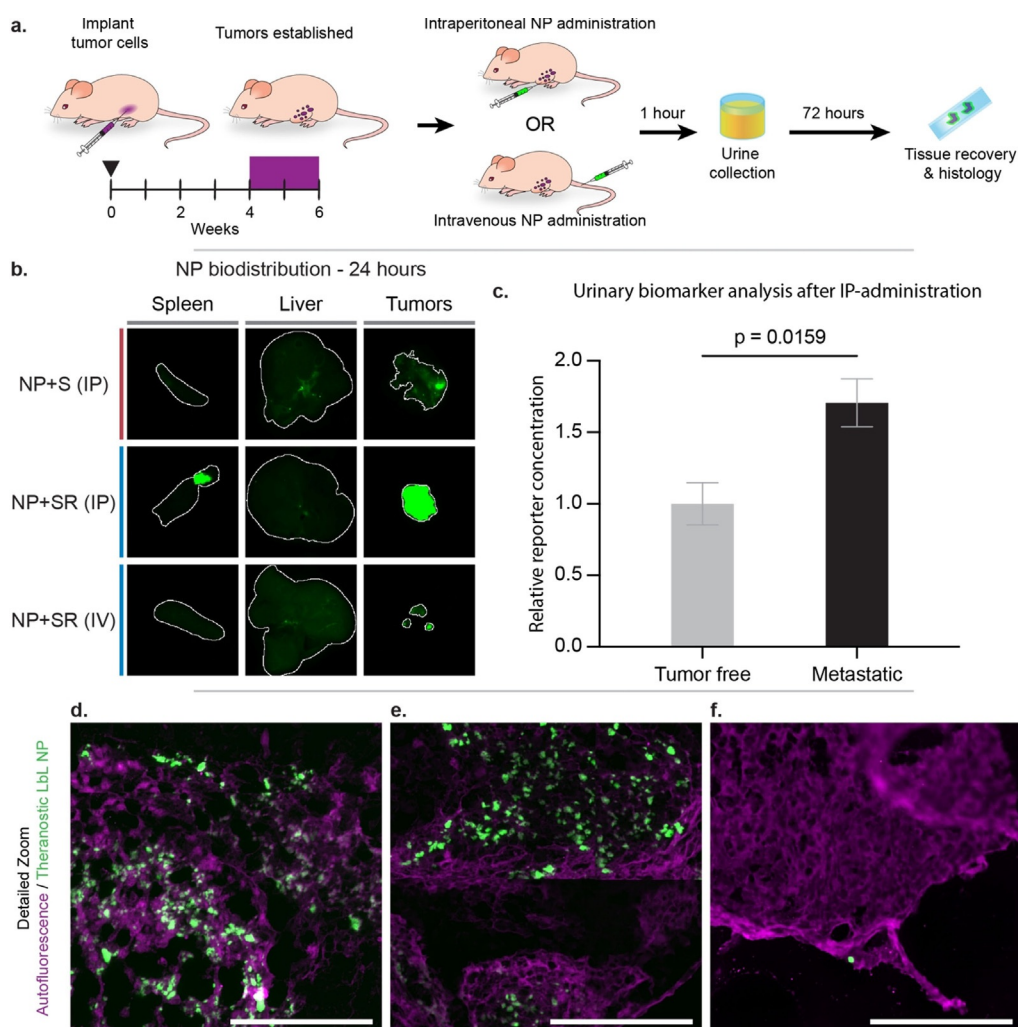 a.
Implant
tumor cells
Tumors established
Intraperitoneal NP administration
OR
Intravenous NP administration
1 hour
Urine
collection
72 hours
Tissue recovery
& histology
0 2 4 6
Weeks
b.
NP biodistribution - 24 hours
Spleen Liver Tumors
NP+S (IP)
NP+SR (IP)
NP+SR (IV)
c.
Urinary biomarker analysis after IP-administration
p = 0.0159
Relative reporter concentration
2.0
1.5
1.0
0.5
0.0
Tumor free Metastatic
d.
e.
f.
Detailed Zoom
Autofluorescence / Theranostic LbL NP